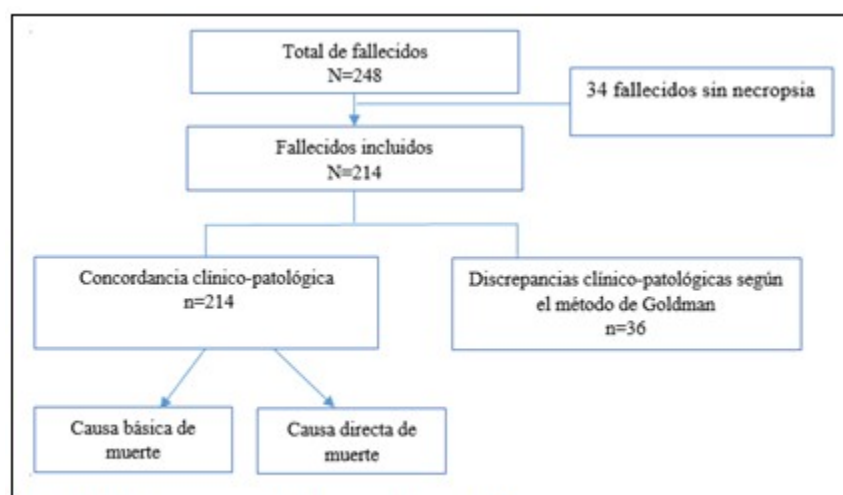 Total de fallecidos
N=248
34 fallecidos sin necropsia
Fallecidos incluidos
N=214
Concordancia clínico-patológica
n=214
Discrepancias clínico-patológicas según
el método de Goldman
n=36
Causa básica de
muerte
Causa directa de
muerte